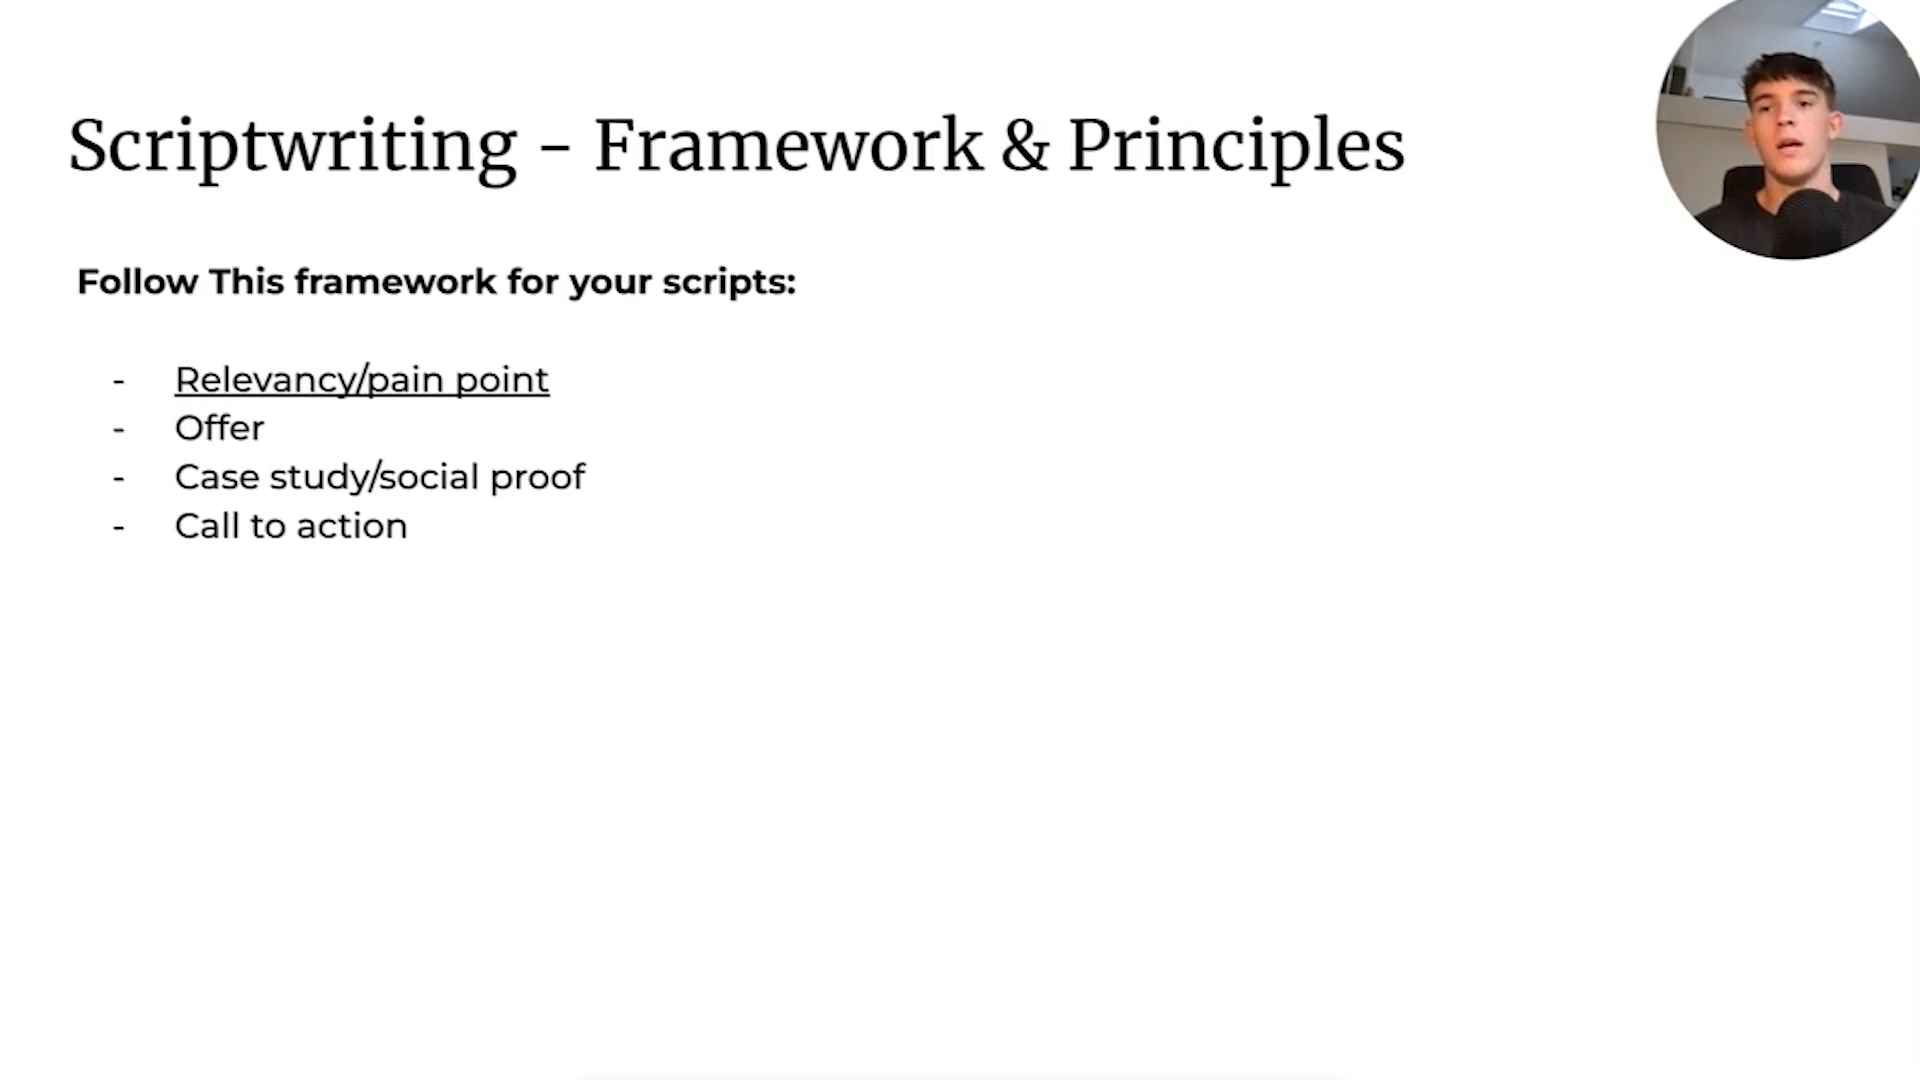 Scriptwriting - Framework & Principles
Follow This framework for your scripts:
- Relevancy/pain point
- Offer
- Case study/social proof
- Call to action